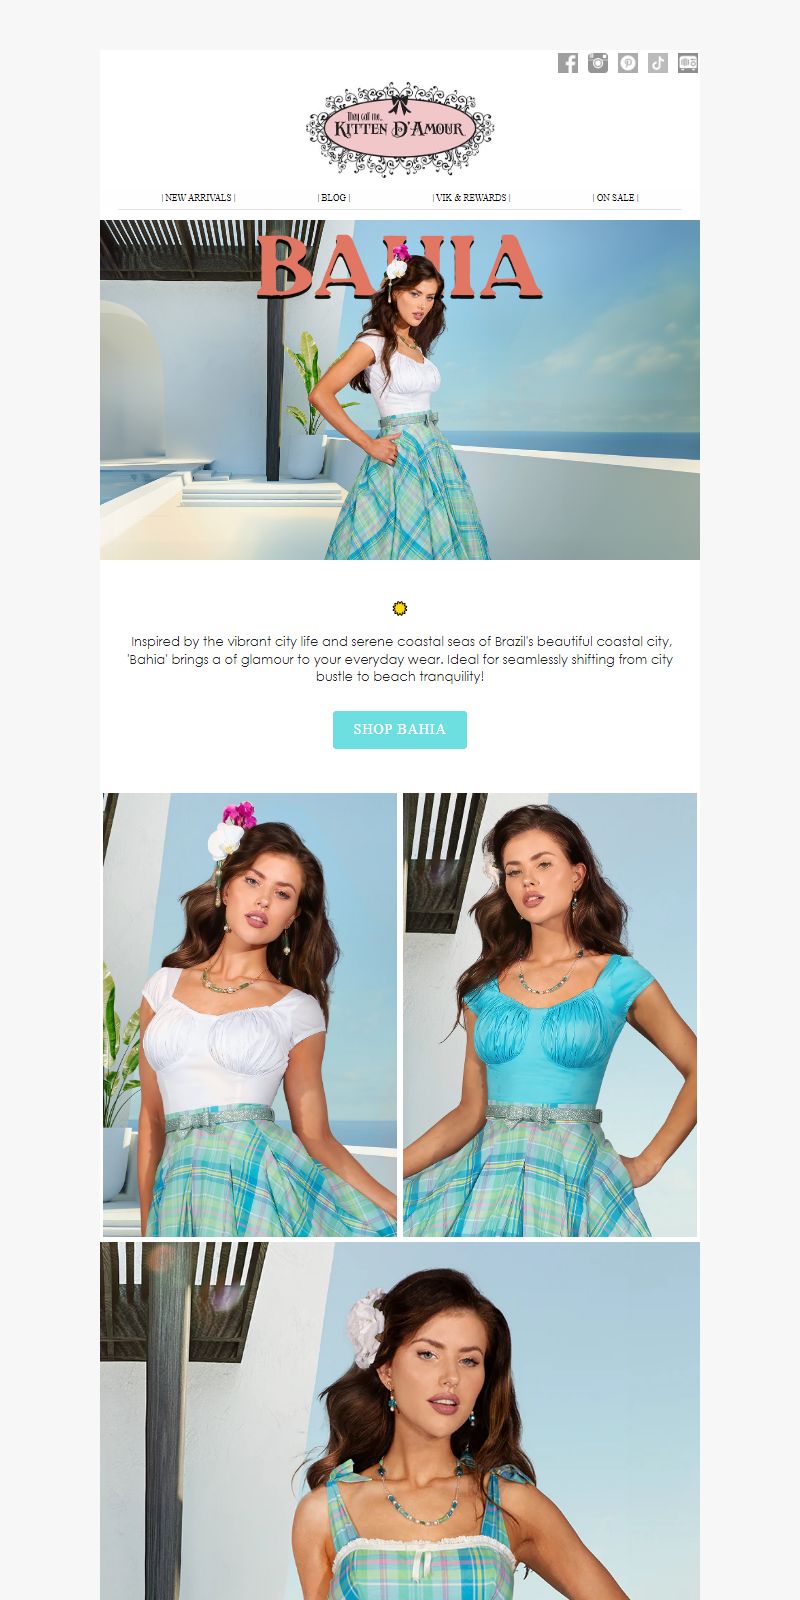 They call me...
KITTEN D'AMOUR
| NEW ARRIVALS |
| BLOG |
| VIK & REWARDS |
| ON SALE |
BAHIA
Inspired by the vibrant city life and serene coastal seas of Brazil's beautiful coastal city,
'Bahia' brings a of glamour to your everyday wear. Ideal for seamlessly shifting from city
bustle to beach tranquility!
SHOP BAHIA